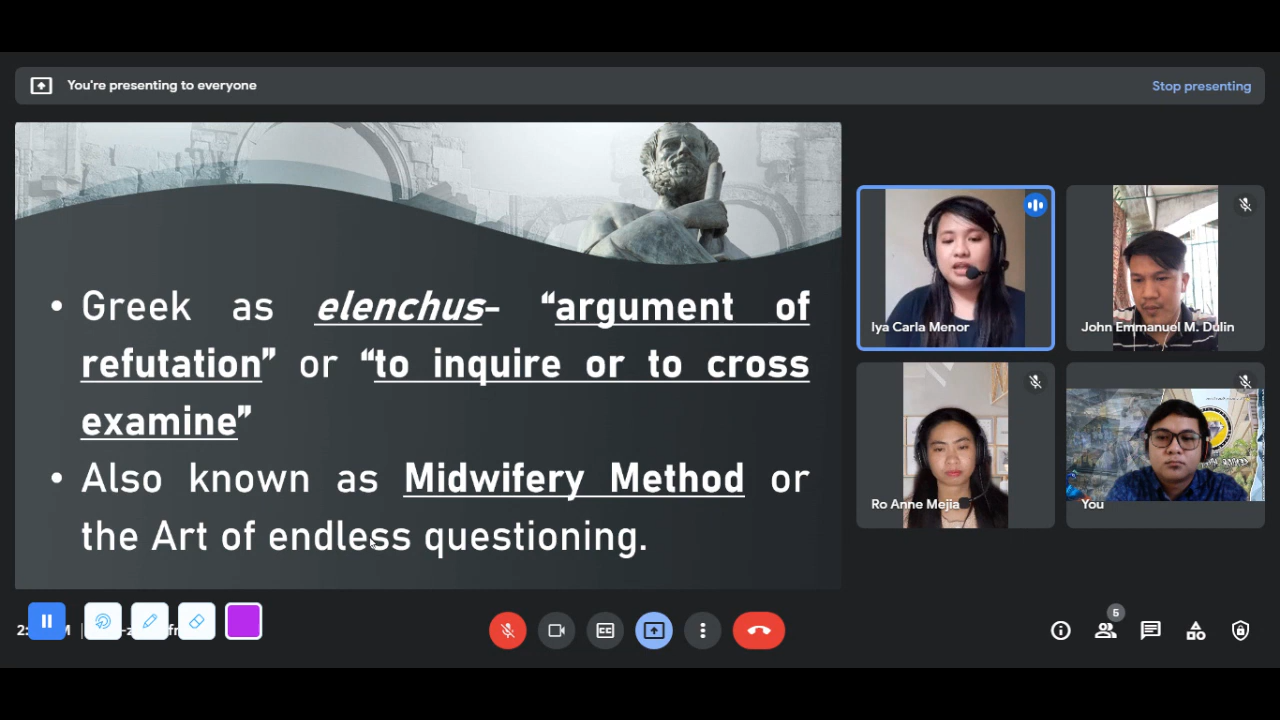 You're presenting to everyone
Stop presenting
• Greek as elenchus- “argument of
refutation” or “to inquire or to cross
examine”
• Also known as Midwifery Method or
the Art of endless questioning.
Iya Carla Menor
John Emmanuel M. Dulin
Ro Anne Mejia
You
CC
5